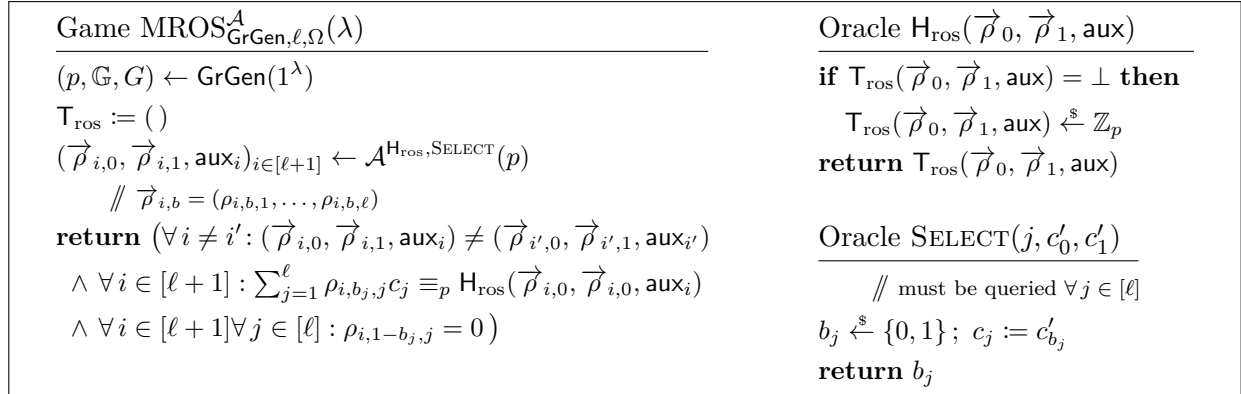 Game MROS^𝒜_{GrGen,ℓ,Ω}(λ)
(p, 𝔾, G) ← GrGen(1^λ)
T_ros := ( )
(ρ⃗_{i,0}, ρ⃗_{i,1}, aux_i)_{i∈[ℓ+1]} ← 𝒜^{H_ros,SELECT}(p)
// ρ⃗_{i,b} = (ρ_{i,b,1}, …, ρ_{i,b,ℓ})
return (∀ i ≠ i′ : (ρ⃗_{i,0}, ρ⃗_{i,1}, aux_i) ≠ (ρ⃗_{i′,0}, ρ⃗_{i′,1}, aux_{i′})
∧ ∀ i ∈ [ℓ+1] : ∑_{j=1}^{ℓ} ρ_{i,b_j,j} c_j ≡_p H_ros(ρ⃗_{i,0}, ρ⃗_{i,0}, aux_i)
∧ ∀ i ∈ [ℓ+1] ∀ j ∈ [ℓ] : ρ_{i,1−b_j,j} = 0)
Oracle H_ros(ρ⃗_0, ρ⃗_1, aux)
if T_ros(ρ⃗_0, ρ⃗_1, aux) = ⊥ then
T_ros(ρ⃗_0, ρ⃗_1, aux) ←$ ℤ_p
return T_ros(ρ⃗_0, ρ⃗_1, aux)
Oracle SELECT(j, c′_0, c′_1)
// must be queried ∀ j ∈ [ℓ]
b_j ←$ {0, 1} ; c_j := c′_{b_j}
return b_j